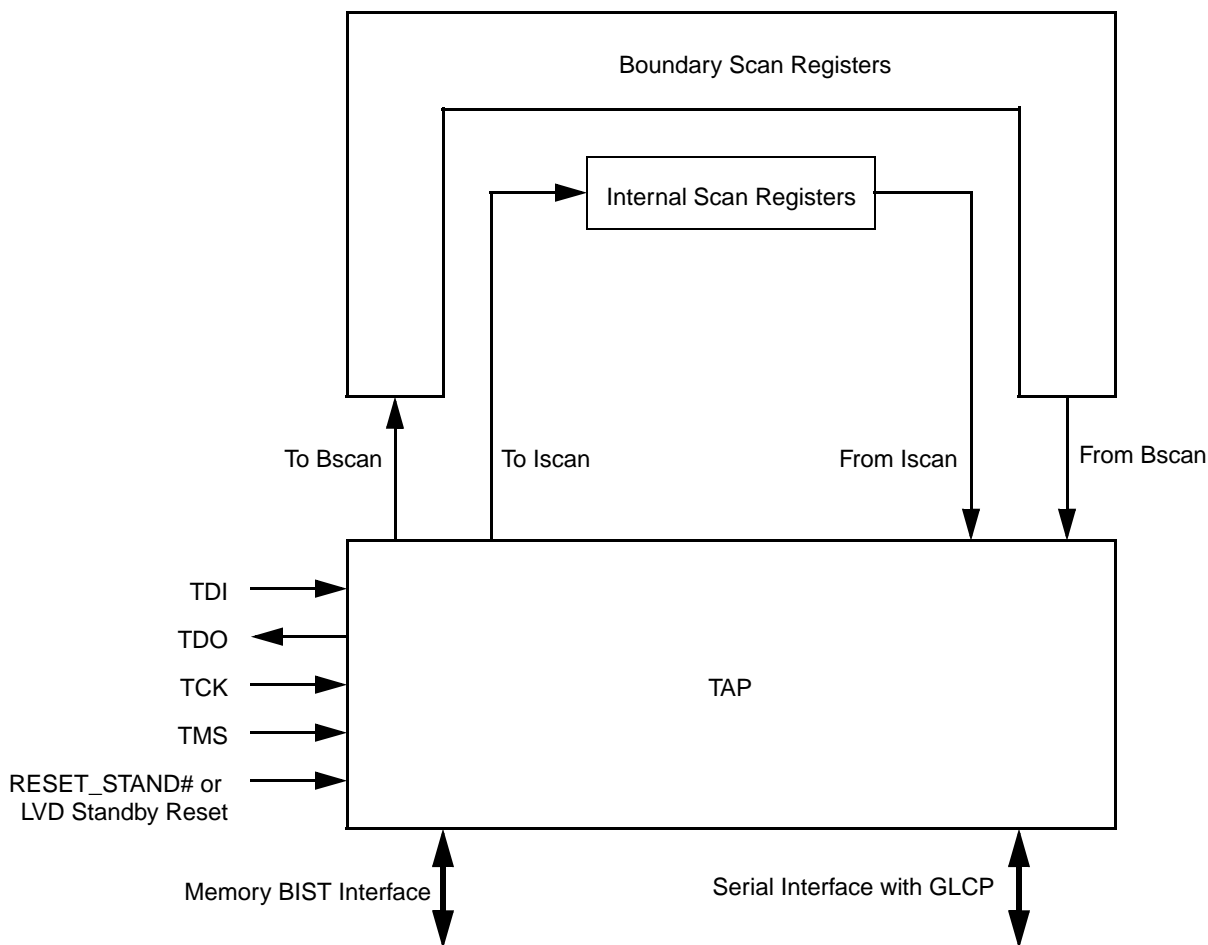 Boundary Scan Registers
Internal Scan Registers
To Bscan
To Iscan
From Iscan
From Bscan
TDI
TDO
TCK
TAP
TMS
RESET_STAND# or
LVD Standby Reset
Memory BIST Interface
Serial Interface with GLCP